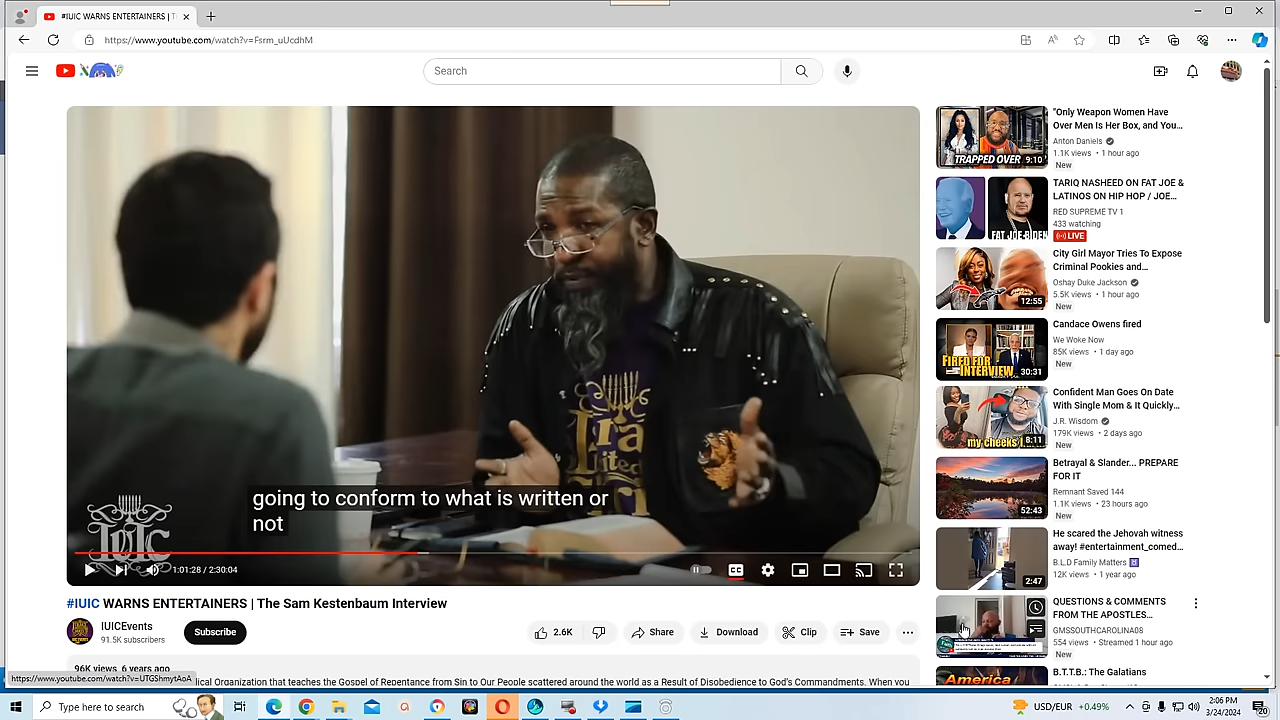 #IUIC WARNS ENTERTAINERS | T
https://www.youtube.com/watch?v=Fsrm_uUcdhM
Search
going to conform to what is written or
not
IUIC
1:01:28 / 2:30:04
#IUIC WARNS ENTERTAINERS | The Sam Kestenbaum Interview
IUICEvents
91.5K subscribers
Subscribe
2.6K
Share
Download
Clip
Save
96K views 6 years ago
https://www.youtube.com/watch?v=UTGShmytAoA
lical Organization
el of Repentance from Sin to Our People scattered around the world as a Result of Disobedience to God's Commandments. When you
TRAPPED OVER
9:10
"Only Weapon Women Have
Over Men Is Her Box, and You...
Anton Daniels
1.1K views • 1 hour ago
New
FAT JOE-BIDEN
TARIQ NASHEED ON FAT JOE &
LATINOS ON HIP HOP / JOE...
RED SUPREME TV 1
433 watching
LIVE
12:55
City Girl Mayor Tries To Expose
Criminal Pookies and...
Oshay Duke Jackson
5.5K views • 1 hour ago
New
FIRED FOR
INTERVIEW
30:31
Candace Owens fired
We Woke Now
85K views • 1 day ago
New
my cheeks
8:11
Confident Man Goes On Date
With Single Mom & It Quickly...
J.R. Wisdom
179K views • 2 days ago
New
52:43
Betrayal & Slander... PREPARE
FOR IT
Remnant Saved 144
1.1K views • 23 hours ago
New
2:47
He scared the Jehovah witness
away! #entertainment_comed...
B.L.D Family Matters
12K views • 1 year ago
QUESTIONS & COMMENTS
FROM THE APOSTLES...
GMSSOUTHCAROLINA08
554 views • Streamed 1 hour ago
New
America
B.T.T.B.: The Galatians
Type here to search
USD/EUR +0.49%
2:06 PM
3/24/2024
20